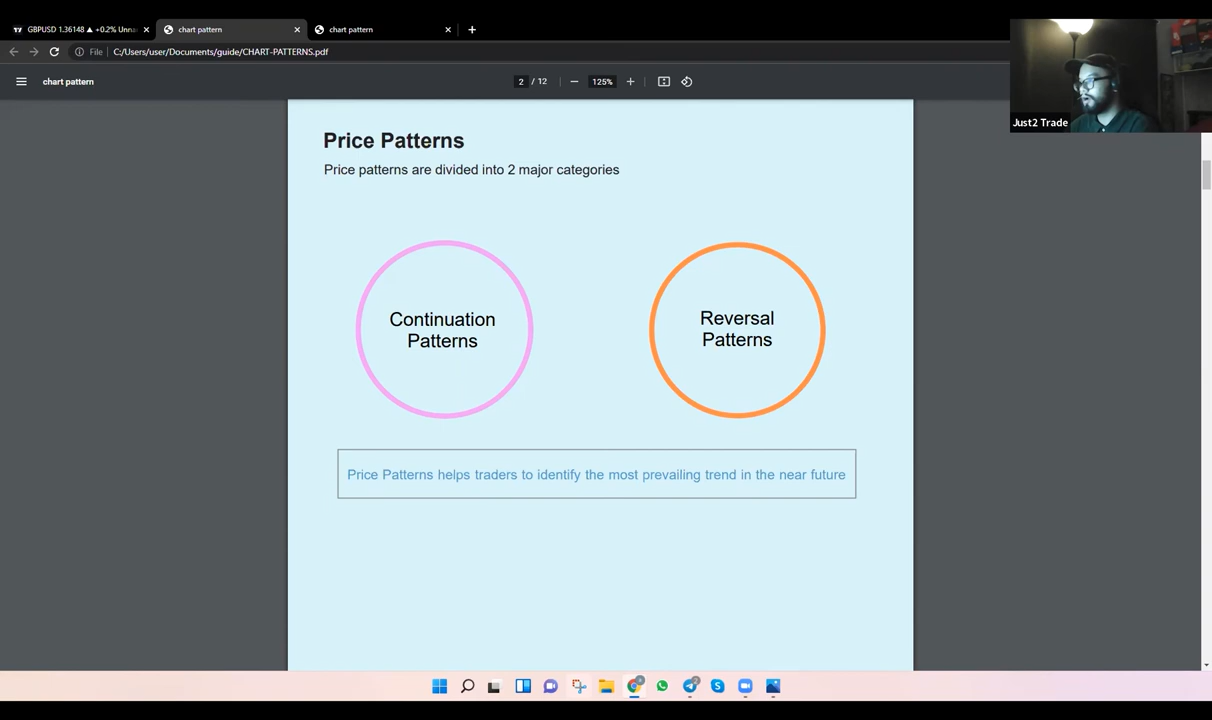 GBPUSD 1.36148 ▲ +0.2% Unna
chart pattern
chart pattern
File
C:/Users/user/Documents/guide/CHART-PATTERNS.pdf
chart pattern
2 / 12
125%
Just2 Trade
Price Patterns
Price patterns are divided into 2 major categories
Continuation
Patterns
Reversal
Patterns
Price Patterns helps traders to identify the most prevailing trend in the near future